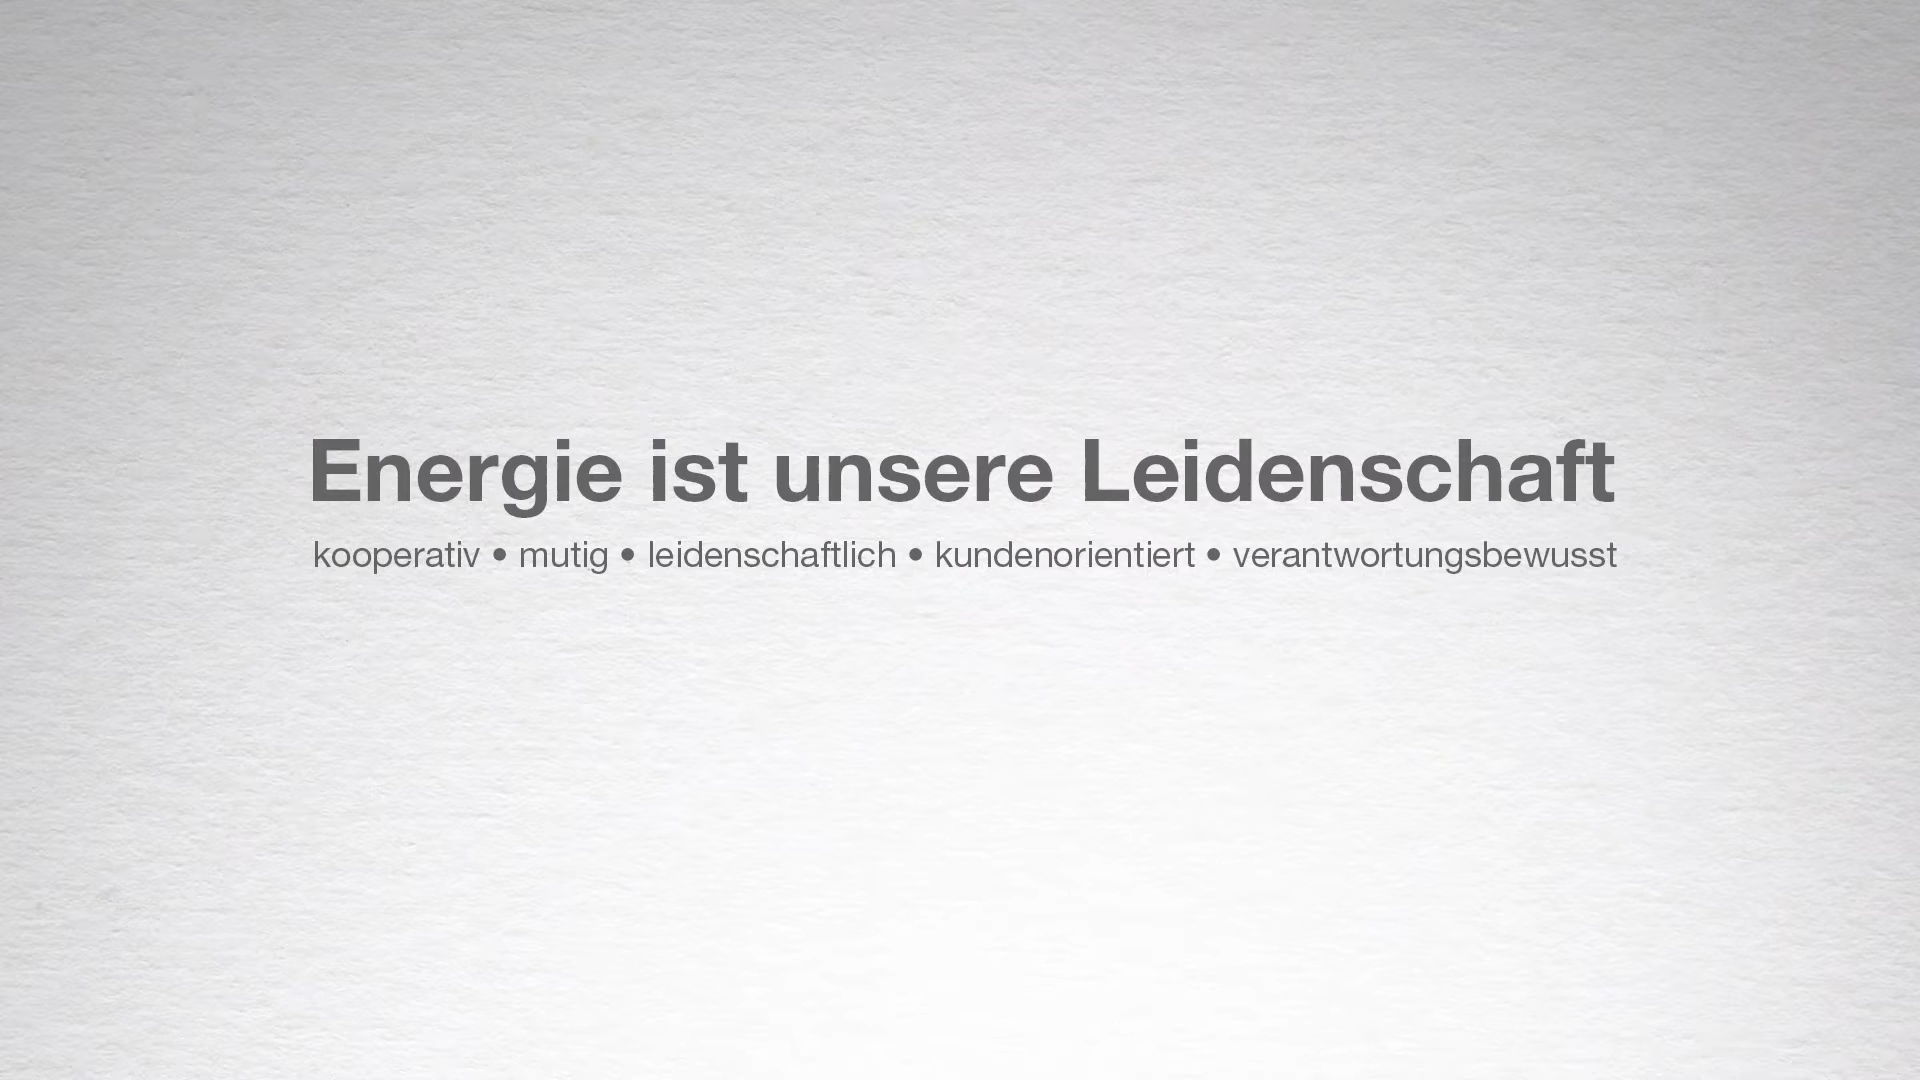 Energie ist unsere Leidenschaft
kooperativ • mutig • leidenschaftlich • kundenorientiert • verantwortungsbewusst